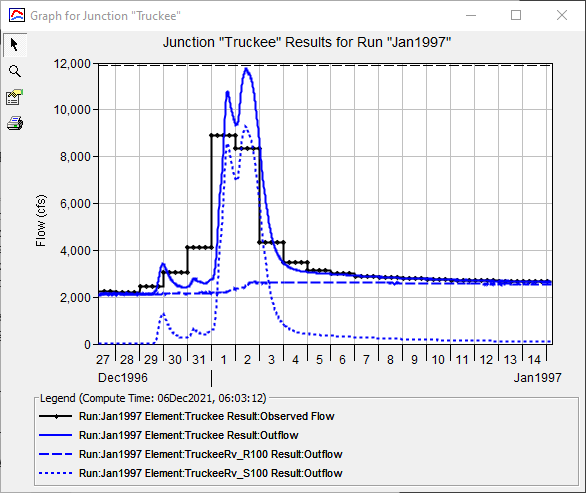 Graph for Junction "Truckee"
Junction "Truckee" Results for Run "Jan1997"
12,000
10,000
8,000
6,000
4,000
2,000
0
Flow (cfs)
27 28 29 30 31 1 2 3 4 5 6 7 8 9 10 11 12 13 14
Dec1996 Jan1997
Legend (Compute Time: 06Dec2021, 06:03:12)
Run:Jan1997 Element:Truckee Result:Observed Flow
Run:Jan1997 Element:Truckee Result:Outflow
Run:Jan1997 Element:TruckeeRv_R100 Result:Outflow
Run:Jan1997 Element:TruckeeRv_S100 Result:Outflow